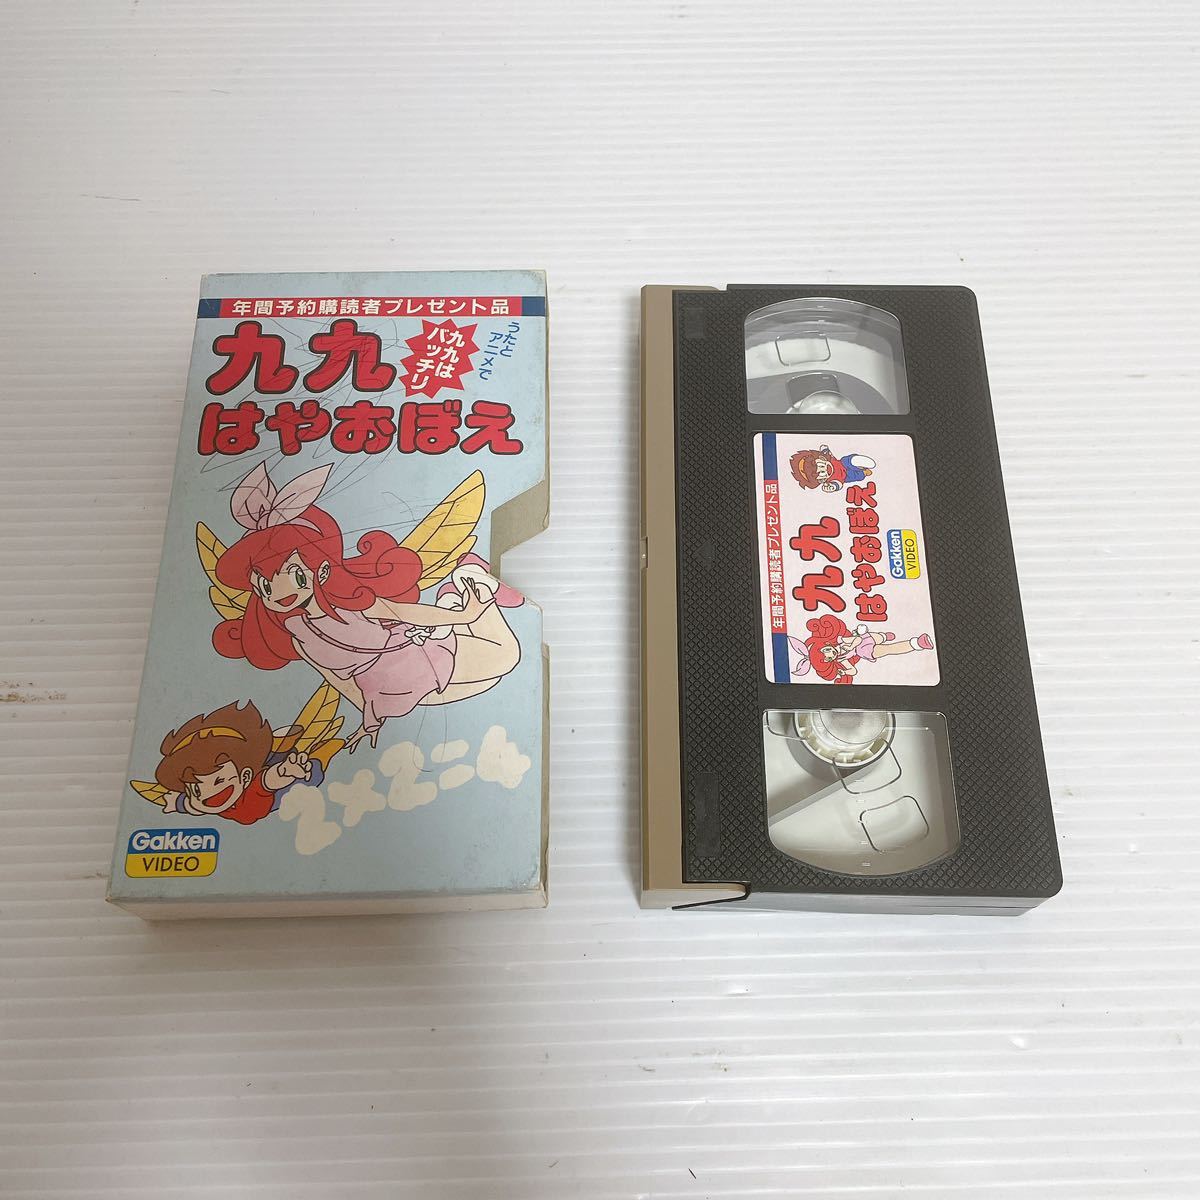 年間予約購読者プレゼント品
うたと
アニメで
九九は
バッチリ
九九
はやおぼえ
2×2=4
Gakken
VIDEO
年間予約購読者プレゼント品
九九
はやおぼえ
Gakken
VIDEO